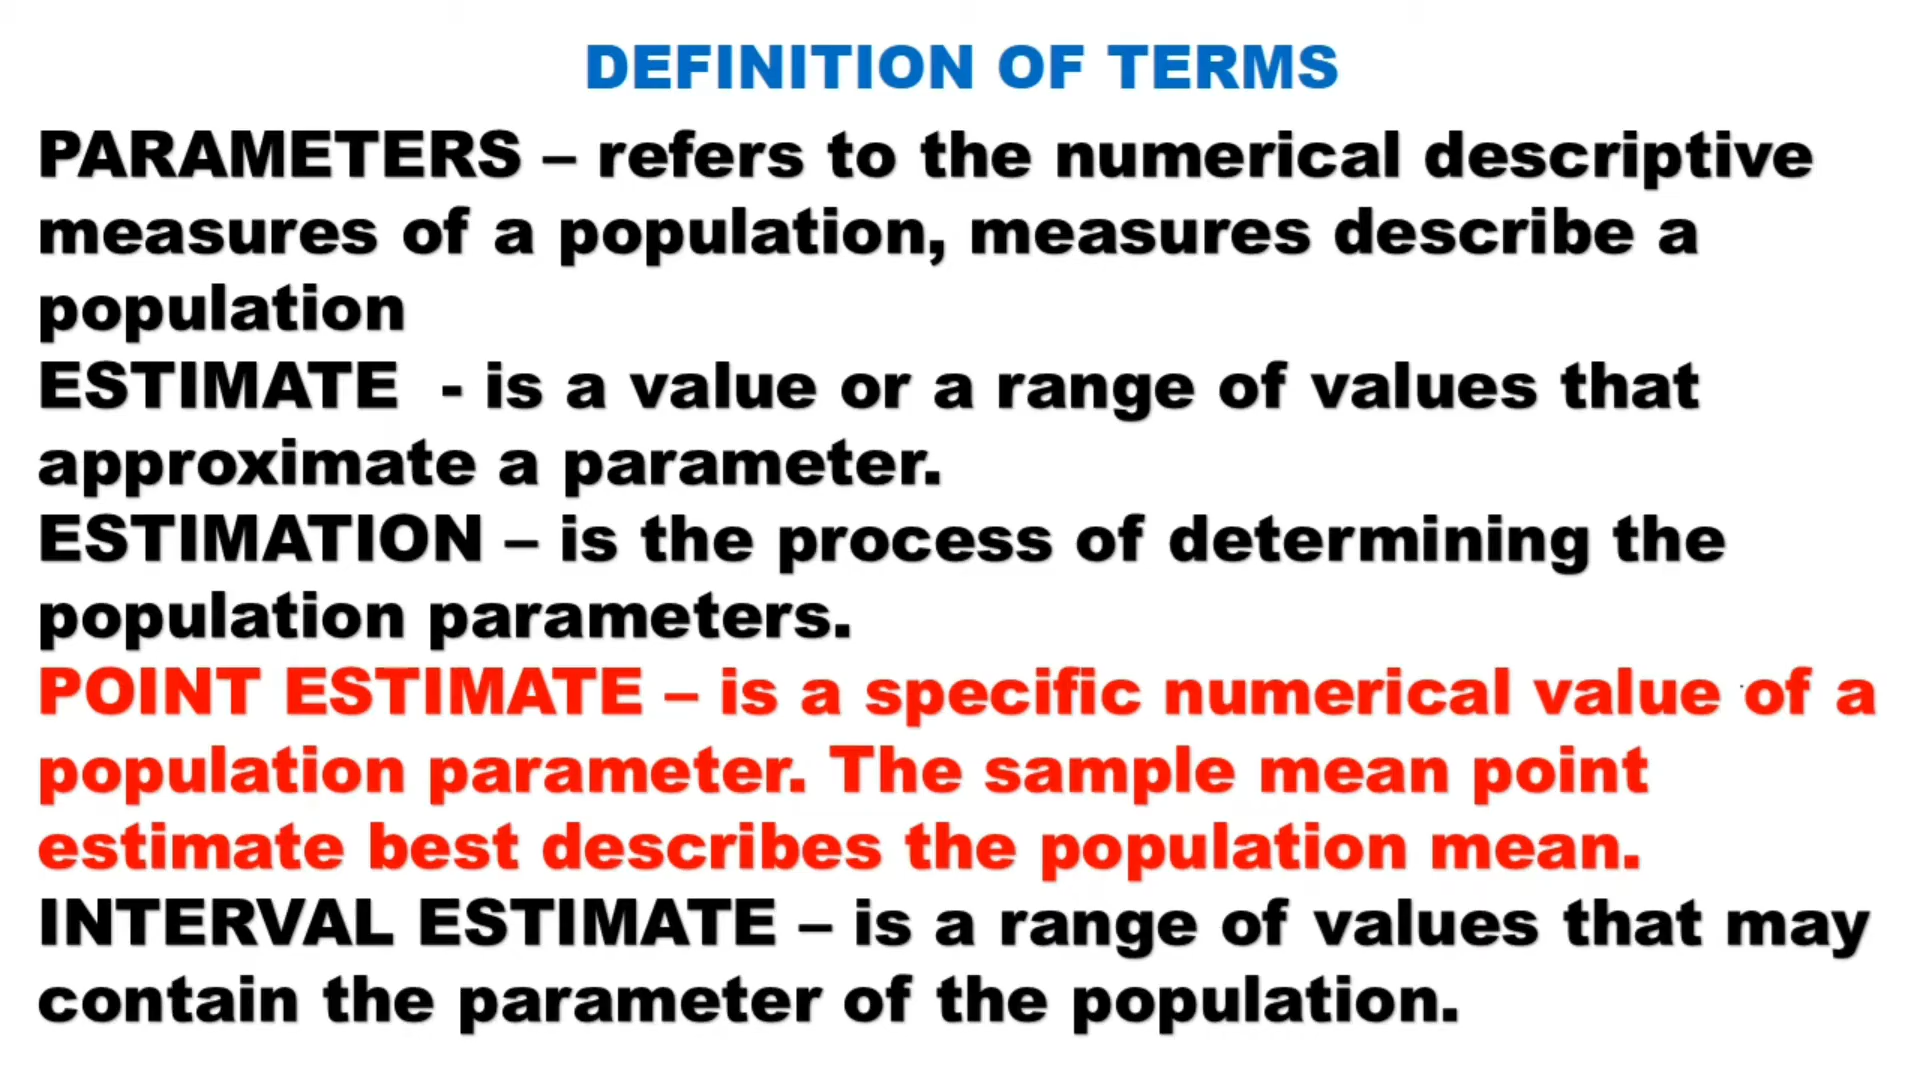 DEFINITION OF TERMS
PARAMETERS – refers to the numerical descriptive
measures of a population, measures describe a
population
ESTIMATE - is a value or a range of values that
approximate a parameter.
ESTIMATION – is the process of determining the
population parameters.
POINT ESTIMATE – is a specific numerical value of a
population parameter. The sample mean point
estimate best describes the population mean.
INTERVAL ESTIMATE – is a range of values that may
contain the parameter of the population.